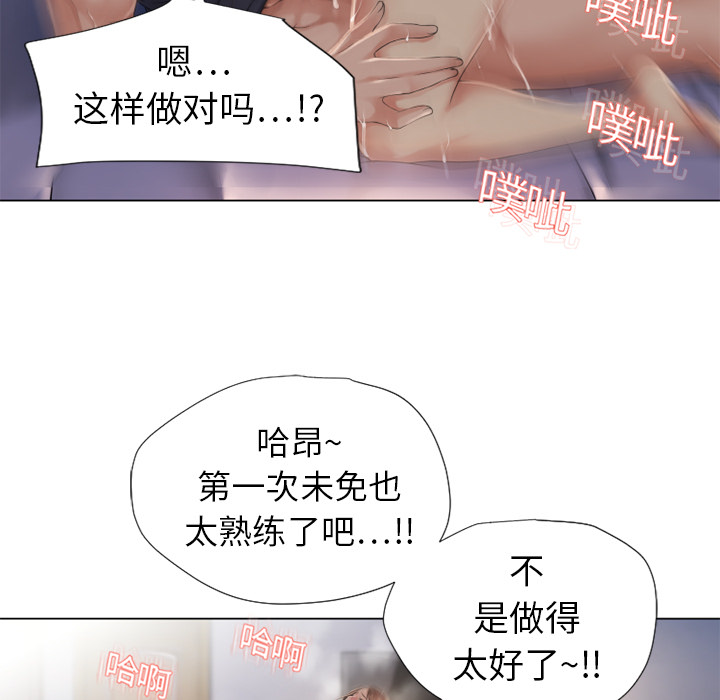 噗呲
嗯...
这样做对吗...!?
噗呲
噗呲
哈昂~
第一次未免也
太熟练了吧...!!
不
是做得
太好了~!!
哈啊
哈啊